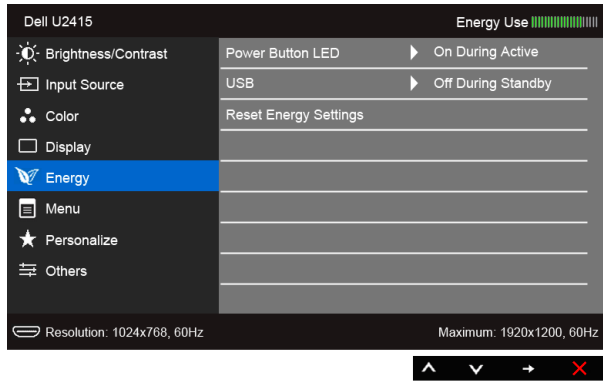 Dell U2415
Energy Use
Brightness/Contrast
Power Button LED
On During Active
Input Source
USB
Off During Standby
Color
Reset Energy Settings
Display
Energy
Menu
Personalize
Others
Resolution: 1024x768, 60Hz
Maximum: 1920x1200, 60Hz